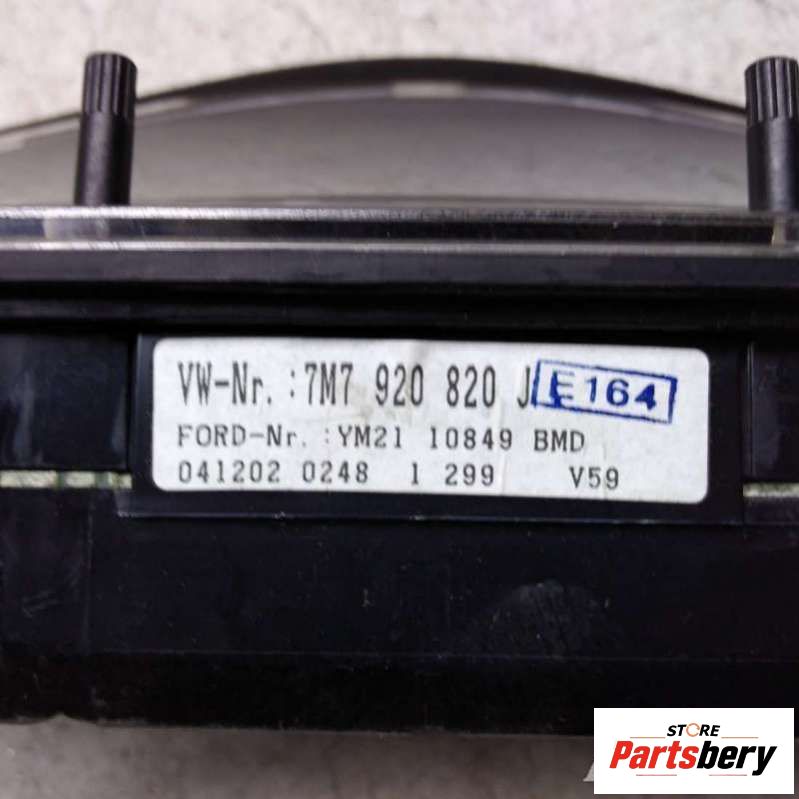 VW-Nr. :7M7 920 820 J E164
FORD-Nr. :YM21 10849 BMD
041202 0248 1 299 V59
STORE
Partsbery